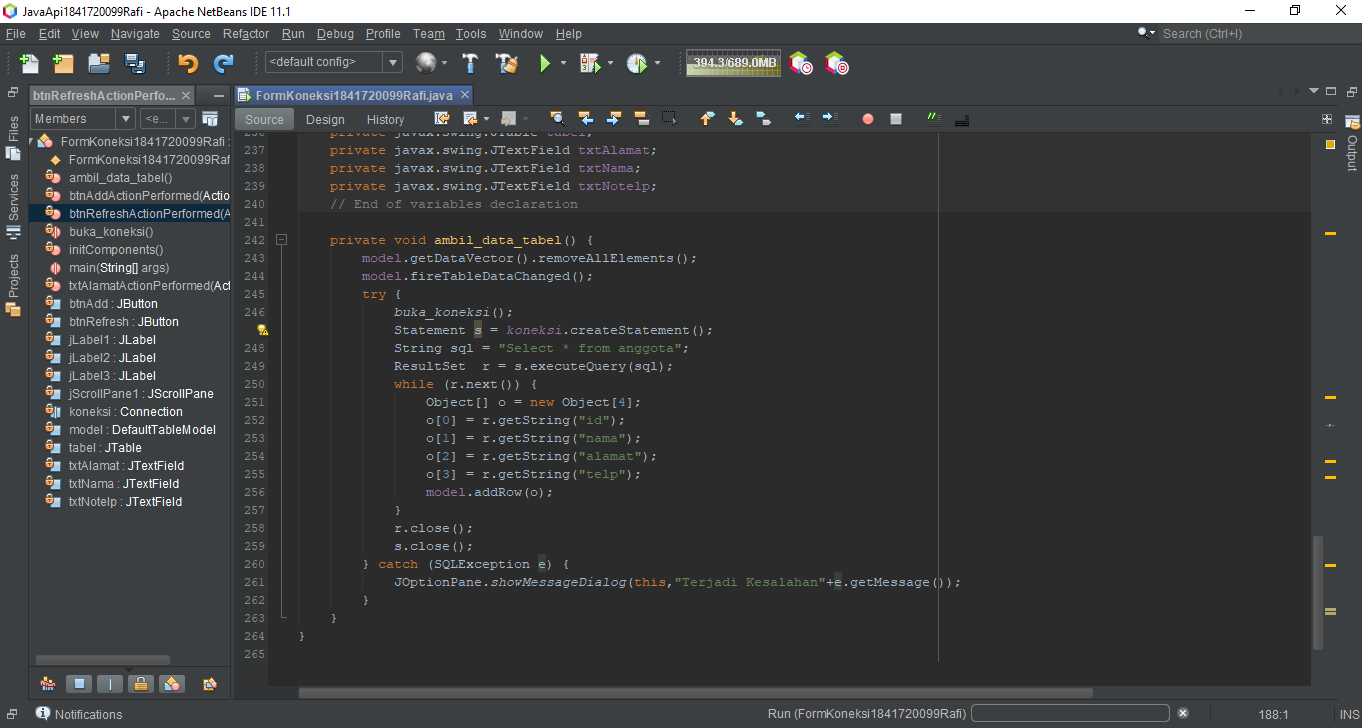 JavaApi1841720099Rafi - Apache NetBeans IDE 11.1
File Edit View Navigate Source Refactor Run Debug Profile Team Tools Window Help
Search (Ctrl+I)
<default config>
394.3/689.0MB
btnRefreshActionPerfo...
FormKoneksi1841720099Rafi.java
Members
<e...
Source Design History
Files
Services
Projects
Output
FormKoneksi1841720099Rafi :
FormKoneksi1841720099Raf
ambil_data_tabel()
btnAddActionPerformed(Actio
btnRefreshActionPerformed(A
buka_koneksi()
initComponents()
main(String[] args)
txtAlamatActionPerformed(Act
btnAdd : JButton
btnRefresh : JButton
jLabel1 : JLabel
jLabel2 : JLabel
jLabel3 : JLabel
jScrollPane1 : JScrollPane
koneksi : Connection
model : DefaultTableModel
tabel : JTable
txtAlamat : JTextField
txtNama : JTextField
txtNotelp : JTextField
236 private javax.swing.JTable tabel;
237 private javax.swing.JTextField txtAlamat;
238 private javax.swing.JTextField txtNama;
239 private javax.swing.JTextField txtNotelp;
240 // End of variables declaration
241
242 private void ambil_data_tabel() {
243 model.getDataVector().removeAllElements();
244 model.fireTableDataChanged();
245 try {
246 buka_koneksi();
Statement s = koneksi.createStatement();
248 String sql = "Select * from anggota";
249 ResultSet  r = s.executeQuery(sql);
250 while (r.next()) {
251 Object[] o = new Object[4];
252 o[0] = r.getString("id");
253 o[1] = r.getString("nama");
254 o[2] = r.getString("alamat");
255 o[3] = r.getString("telp");
256 model.addRow(o);
257 }
258 r.close();
259 s.close();
260 } catch (SQLException e) {
261 JOptionPane.showMessageDialog(this,"Terjadi Kesalahan"+e.getMessage());
262 }
263 }
264 }
265
Notifications
Run (FormKoneksi1841720099Rafi)
188:1
INS